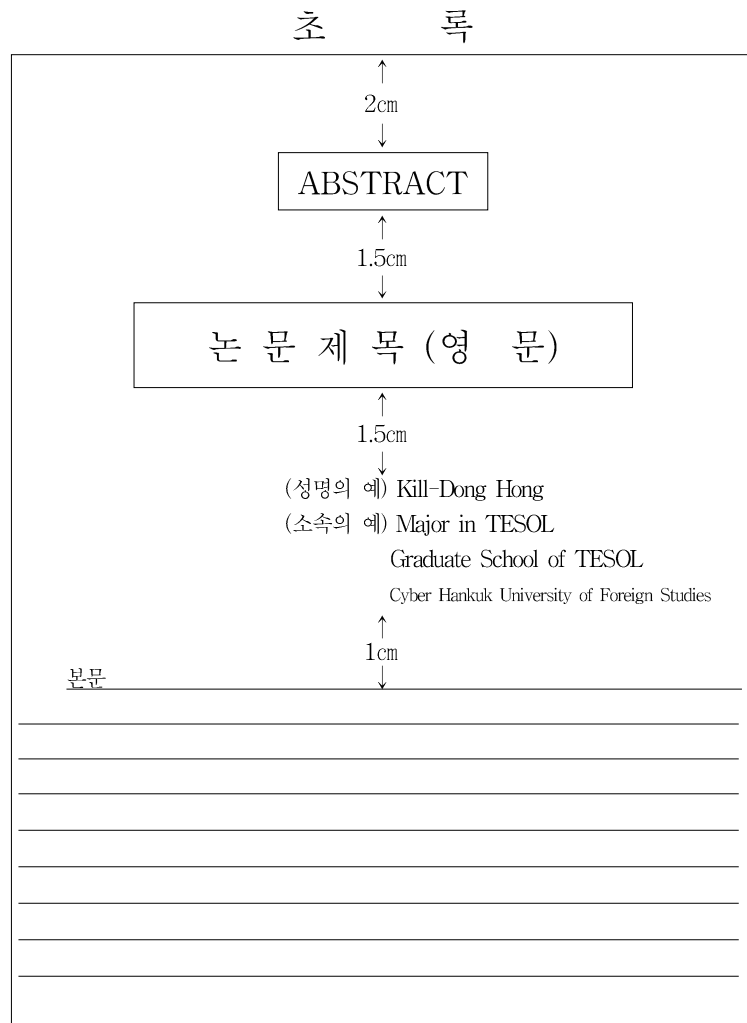 초 록
2㎝
ABSTRACT
1.5㎝
논 문 제 목 (영 문)
1.5㎝
(성명의 예) Kill-Dong Hong
(소속의 예) Major in TESOL
Graduate School of TESOL
Cyber Hankuk University of Foreign Studies
1㎝
본문